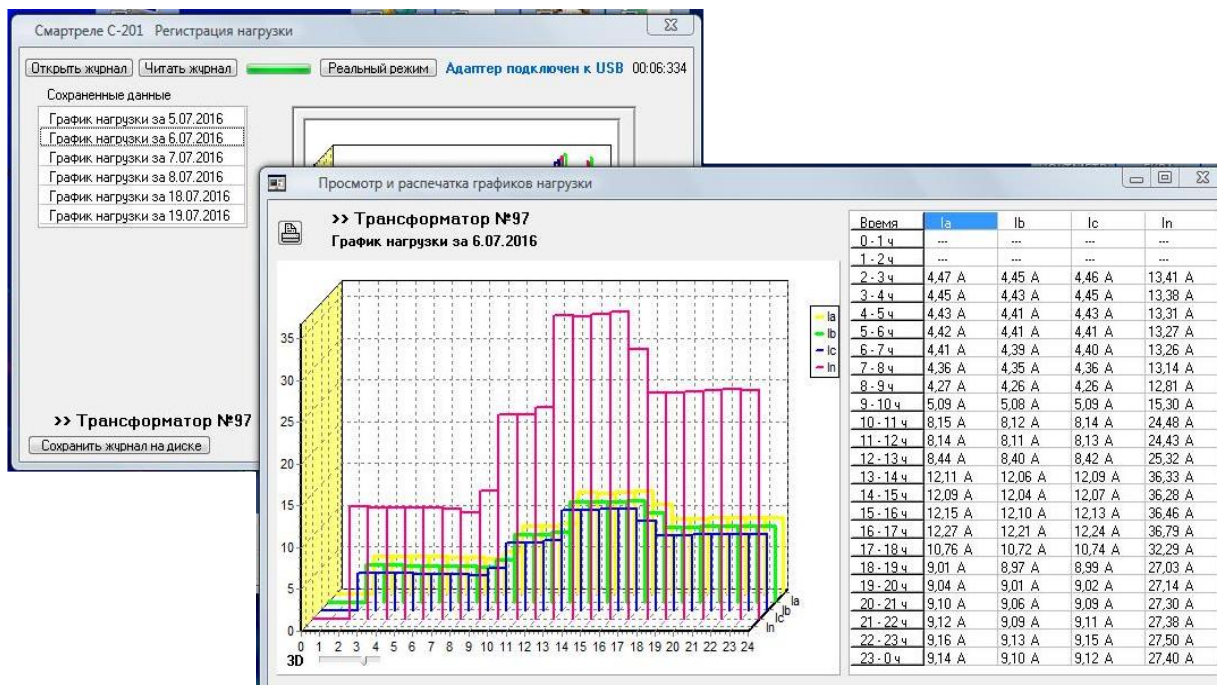 Смартреле С-201 Регистрация нагрузки
Открыть журнал Читать журнал Реальный режим Адаптер подключен к USB 00:06:334
Сохраненные данные
График нагрузки за 5.07.2016
График нагрузки за 6.07.2016
График нагрузки за 7.07.2016
График нагрузки за 8.07.2016
График нагрузки за 18.07.2016
График нагрузки за 19.07.2016
>> Трансформатор №97
Сохранить журнал на диске
Просмотр и распечатка графиков нагрузки
>> Трансформатор №97
График нагрузки за 6.07.2016
35
30
25
20
15
10
5
0
0 1 2 3 4 5 6 7 8 9 10 11 12 13 14 15 16 17 18 19 20 21 22 23 24
3D
Ia
Ib
Ic
In
Ia
Ib
Ic
In
Время Ia Ib Ic In
0 - 1 ч --- --- --- ---
1 - 2 ч --- --- --- ---
2 - 3 ч 4,47 А 4,45 А 4,46 А 13,41 А
3 - 4 ч 4,45 А 4,43 А 4,45 А 13,38 А
4 - 5 ч 4,43 А 4,41 А 4,43 А 13,31 А
5 - 6 ч 4,42 А 4,41 А 4,41 А 13,27 А
6 - 7 ч 4,41 А 4,39 А 4,40 А 13,26 А
7 - 8 ч 4,36 А 4,35 А 4,36 А 13,14 А
8 - 9 ч 4,27 А 4,26 А 4,26 А 12,81 А
9 - 10 ч 5,09 А 5,08 А 5,09 А 15,30 А
10 - 11 ч 8,15 А 8,12 А 8,14 А 24,48 А
11 - 12 ч 8,14 А 8,11 А 8,13 А 24,43 А
12 - 13 ч 8,44 А 8,40 А 8,42 А 25,32 А
13 - 14 ч 12,11 А 12,06 А 12,09 А 36,33 А
14 - 15 ч 12,09 А 12,04 А 12,07 А 36,28 А
15 - 16 ч 12,15 А 12,10 А 12,13 А 36,46 А
16 - 17 ч 12,27 А 12,21 А 12,24 А 36,79 А
17 - 18 ч 10,76 А 10,72 А 10,74 А 32,29 А
18 - 19 ч 9,01 А 8,97 А 8,99 А 27,03 А
19 - 20 ч 9,04 А 9,01 А 9,02 А 27,14 А
20 - 21 ч 9,10 А 9,06 А 9,09 А 27,30 А
21 - 22 ч 9,12 А 9,09 А 9,11 А 27,38 А
22 - 23 ч 9,16 А 9,13 А 9,15 А 27,50 А
23 - 0 ч 9,14 А 9,10 А 9,12 А 27,40 А